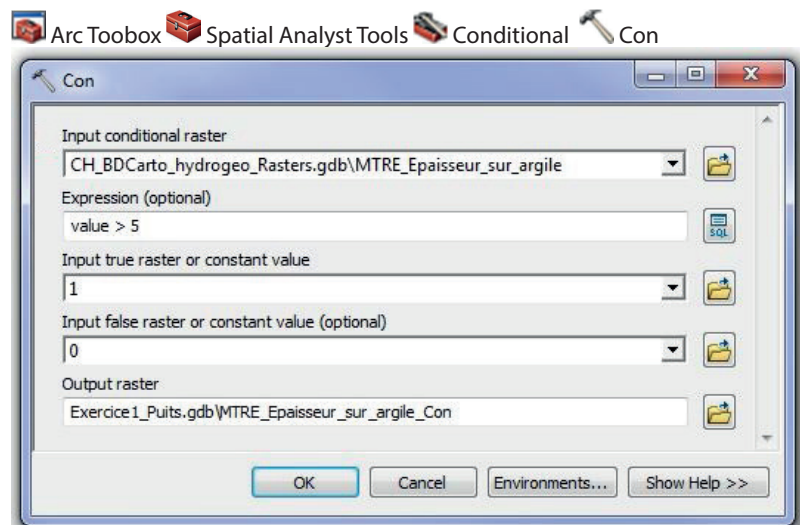 Arc Toobox Spatial Analyst Tools Conditional Con
Con
Input conditional raster
CH_BDCarto_hydrogeo_Rasters.gdb\MTRE_Epaisseur_sur_argile
Expression (optional)
value > 5
SQL
Input true raster or constant value
1
Input false raster or constant value (optional)
0
Output raster
Exercice1_Puits.gdb\MTRE_Epaisseur_sur_argile_Con
OK Cancel Environments... Show Help >>